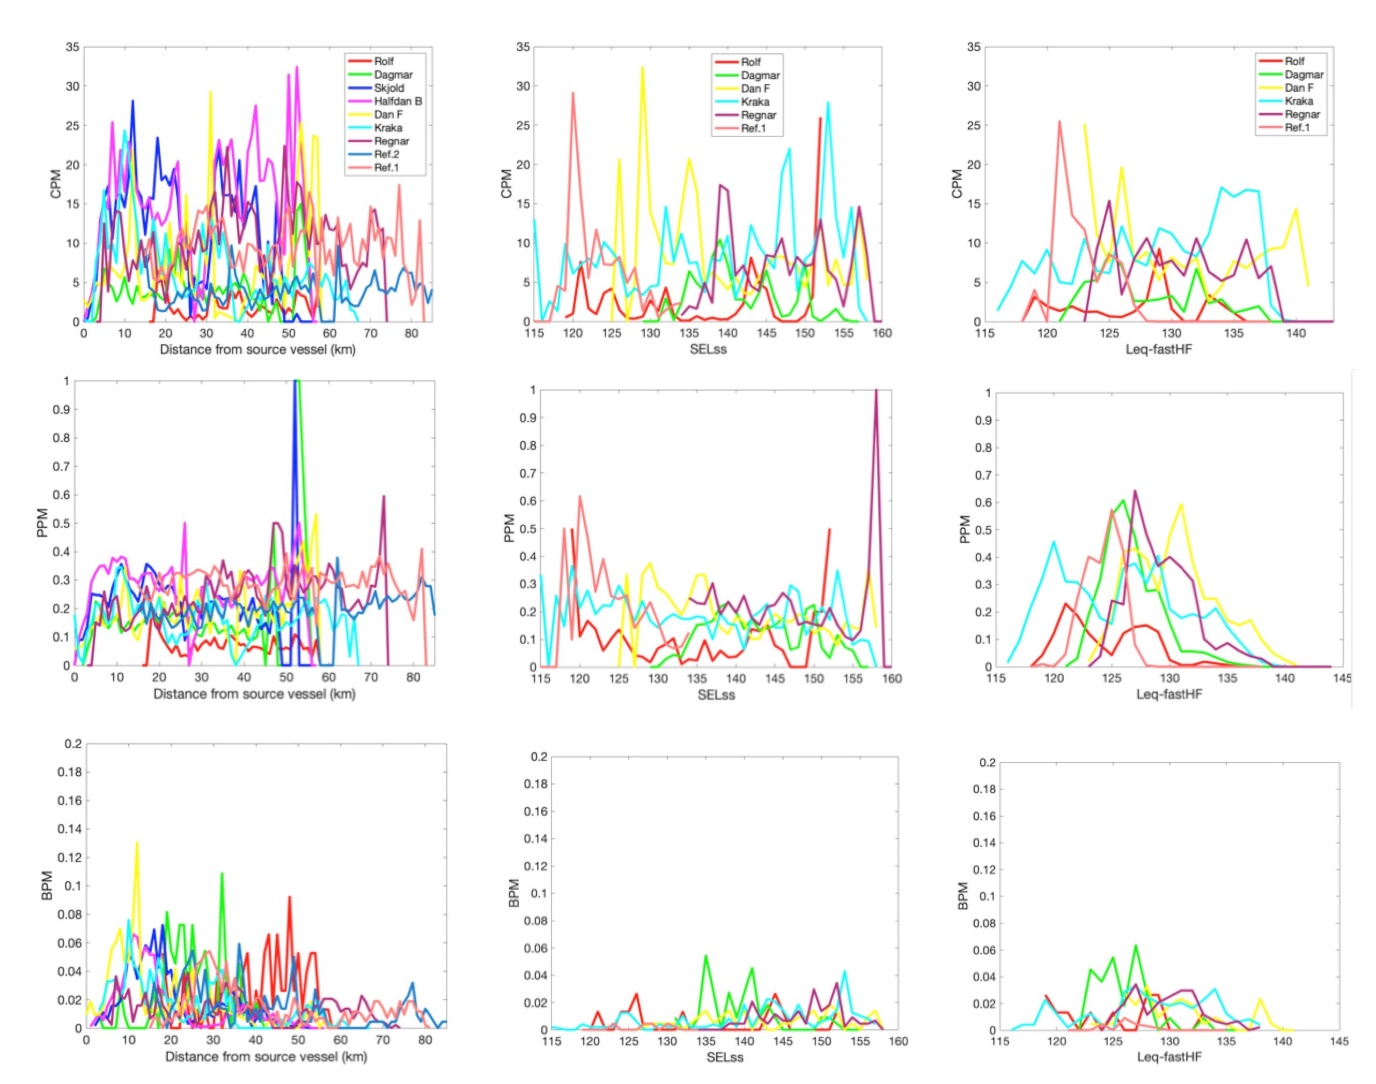 35
30
25
20
15
10
5
0
CPM
0 10 20 30 40 50 60 70 80
Distance from source vessel (km)
Rolf
Dagmar
Skjold
Halfdan B
Dan F
Kraka
Regnar
Ref.2
Ref.1
35
30
25
20
15
10
5
0
CPM
115 120 125 130 135 140 145 150 155 160
SELss
Rolf
Dagmar
Dan F
Kraka
Regnar
Ref.1
35
30
25
20
15
10
5
0
CPM
115 120 125 130 135 140
Leq-fastHF
Rolf
Dagmar
Dan F
Kraka
Regnar
Ref.1
1
0.9
0.8
0.7
0.6
0.5
0.4
0.3
0.2
0.1
0
PPM
0 10 20 30 40 50 60 70 80
Distance from source vessel (km)
1
0.9
0.8
0.7
0.6
0.5
0.4
0.3
0.2
0.1
0
PPM
115 120 125 130 135 140 145 150 155 160
SELss
1
0.9
0.8
0.7
0.6
0.5
0.4
0.3
0.2
0.1
0
PPM
115 120 125 130 135 140 145
Leq-fastHF
0.2
0.18
0.16
0.14
0.12
0.1
0.08
0.06
0.04
0.02
0
BPM
0 10 20 30 40 50 60 70 80
Distance from source vessel (km)
0.2
0.18
0.16
0.14
0.12
0.1
0.08
0.06
0.04
0.02
0
BPM
115 120 125 130 135 140 145 150 155 160
SELss
0.2
0.18
0.16
0.14
0.12
0.1
0.08
0.06
0.04
0.02
0
BPM
115 120 125 130 135 140 145
Leq-fastHF